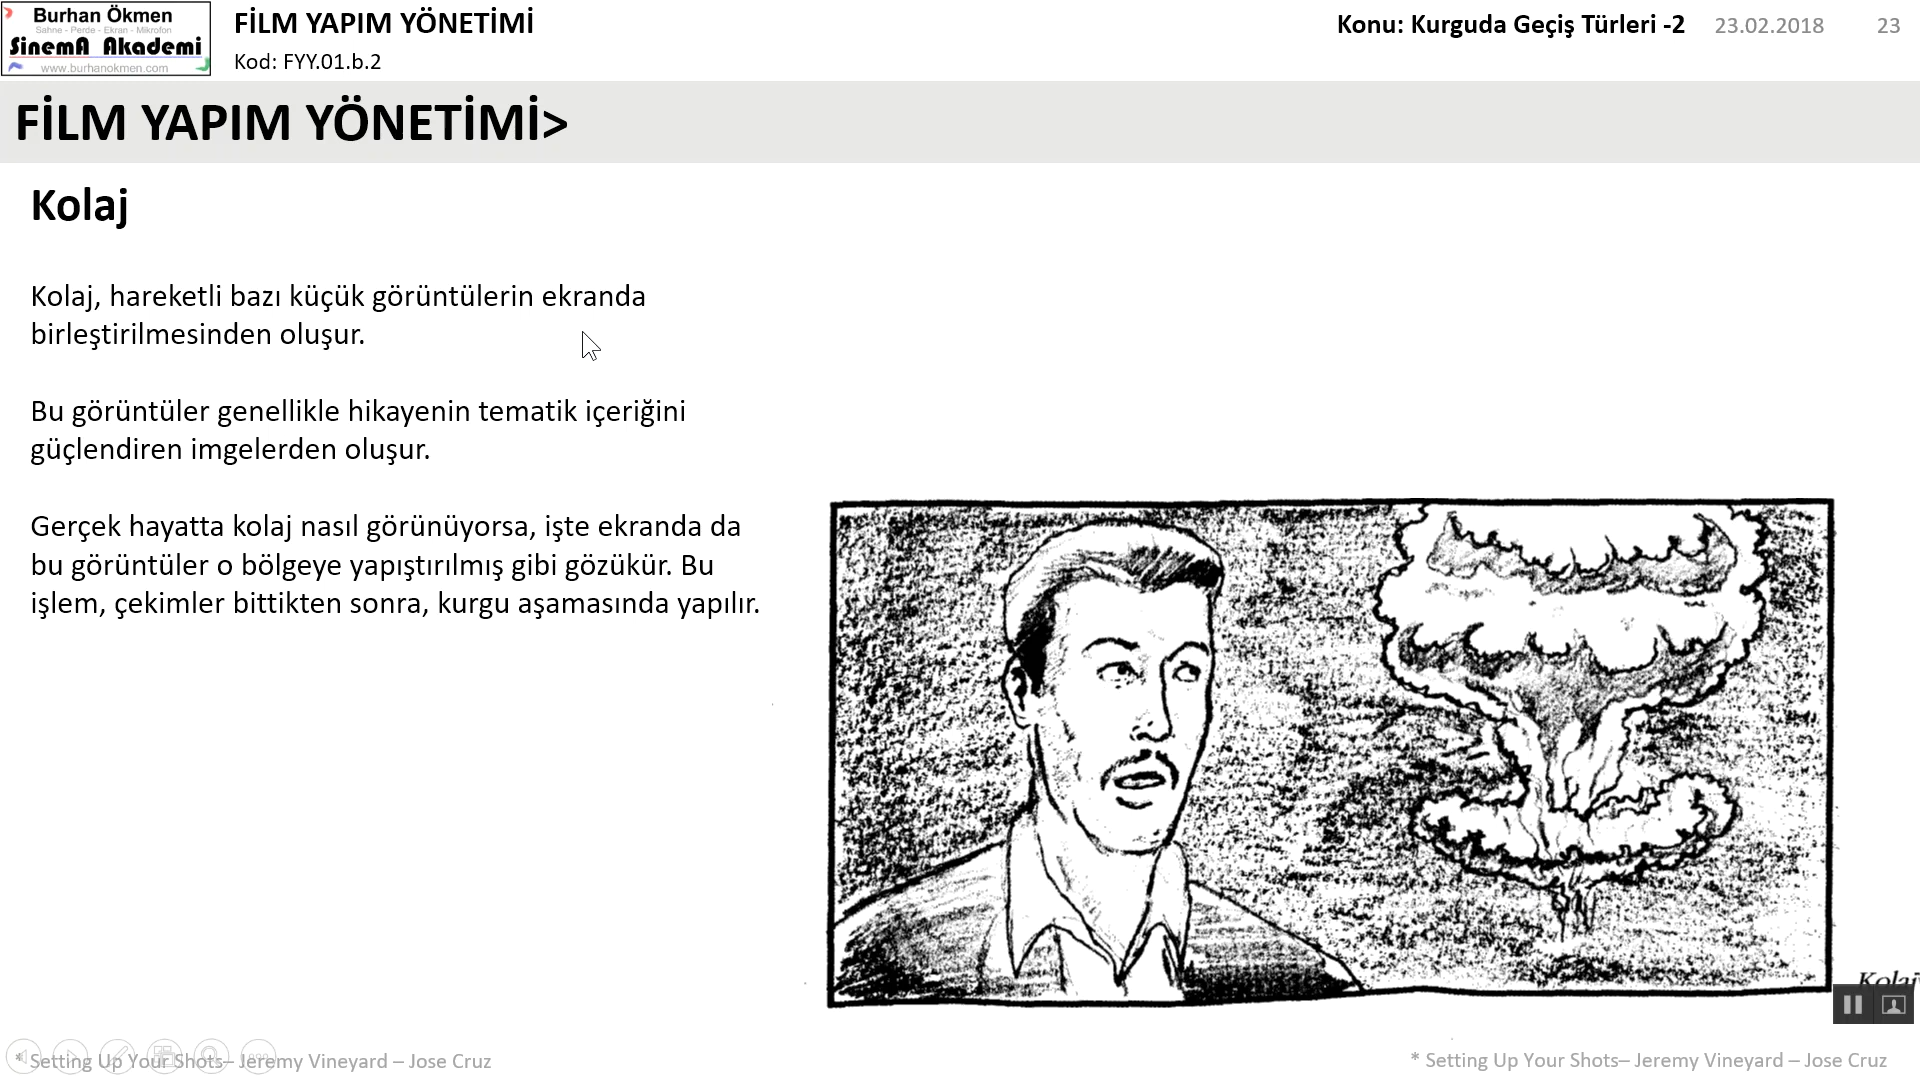 Burhan Ökmen
Sahne - Perde - Ekran - Mikrofon
SinemA Akademi
www.burhanokmen.com
FİLM YAPIM YÖNETİMİ
Kod: FYY.01.b.2
Konu: Kurguda Geçiş Türleri -2
23.02.2018
23
FİLM YAPIM YÖNETİMİ>
Kolaj
Kolaj, hareketli bazı küçük görüntülerin ekranda
birleştirilmesinden oluşur.
Bu görüntüler genellikle hikayenin tematik içeriğini
güçlendiren imgelerden oluşur.
Gerçek hayatta kolaj nasıl görünüyorsa, işte ekranda da
bu görüntüler o bölgeye yapıştırılmış gibi gözükür. Bu
işlem, çekimler bittikten sonra, kurgu aşamasında yapılır.
Kolaj
* Setting Up Your Shots– Jeremy Vineyard – Jose Cruz
* Setting Up Your Shots– Jeremy Vineyard – Jose Cruz